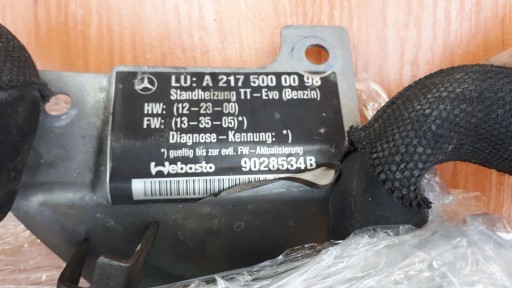 LU: A 217 500 00 98
Standheizung TT-Evo (Benzin)
HW: (12-23-00)
FW: (13-35-05)*)
Diagnose-Kennung: *)
*) gueltig bis zur evtl. FW-Aktualisierung
Webasto 9028534B